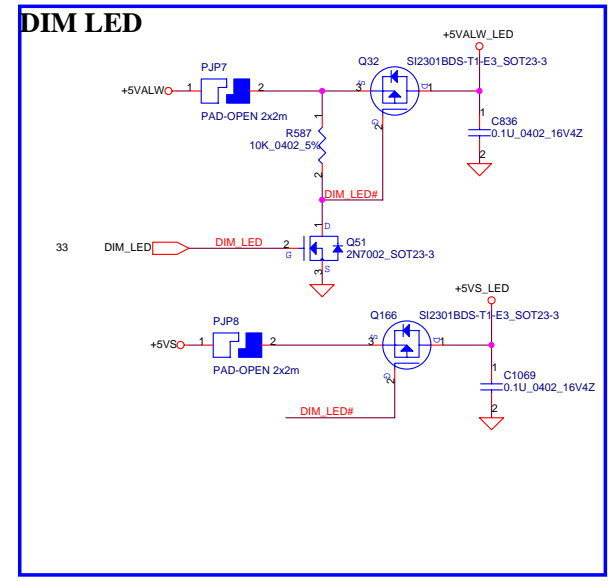 DIM LED
+5VALW_LED
PJP7
Q32
SI2301BDS-T1-E3_SOT23-3
+5VALW
1
2
3
S
D
1
G
2
PAD-OPEN 2x2m
1
R587
10K_0402_5%
2
1
C836
0.1U_0402_16V4Z
2
DIM_LED#
33
DIM_LED
DIM_LED
2
G
1
D
Q51
2N7002_SOT23-3
3
S
+5VS_LED
PJP8
Q166
SI2301BDS-T1-E3_SOT23-3
+5VS
1
2
3
S
D
1
G
2
PAD-OPEN 2x2m
1
C1069
0.1U_0402_16V4Z
2
DIM_LED#